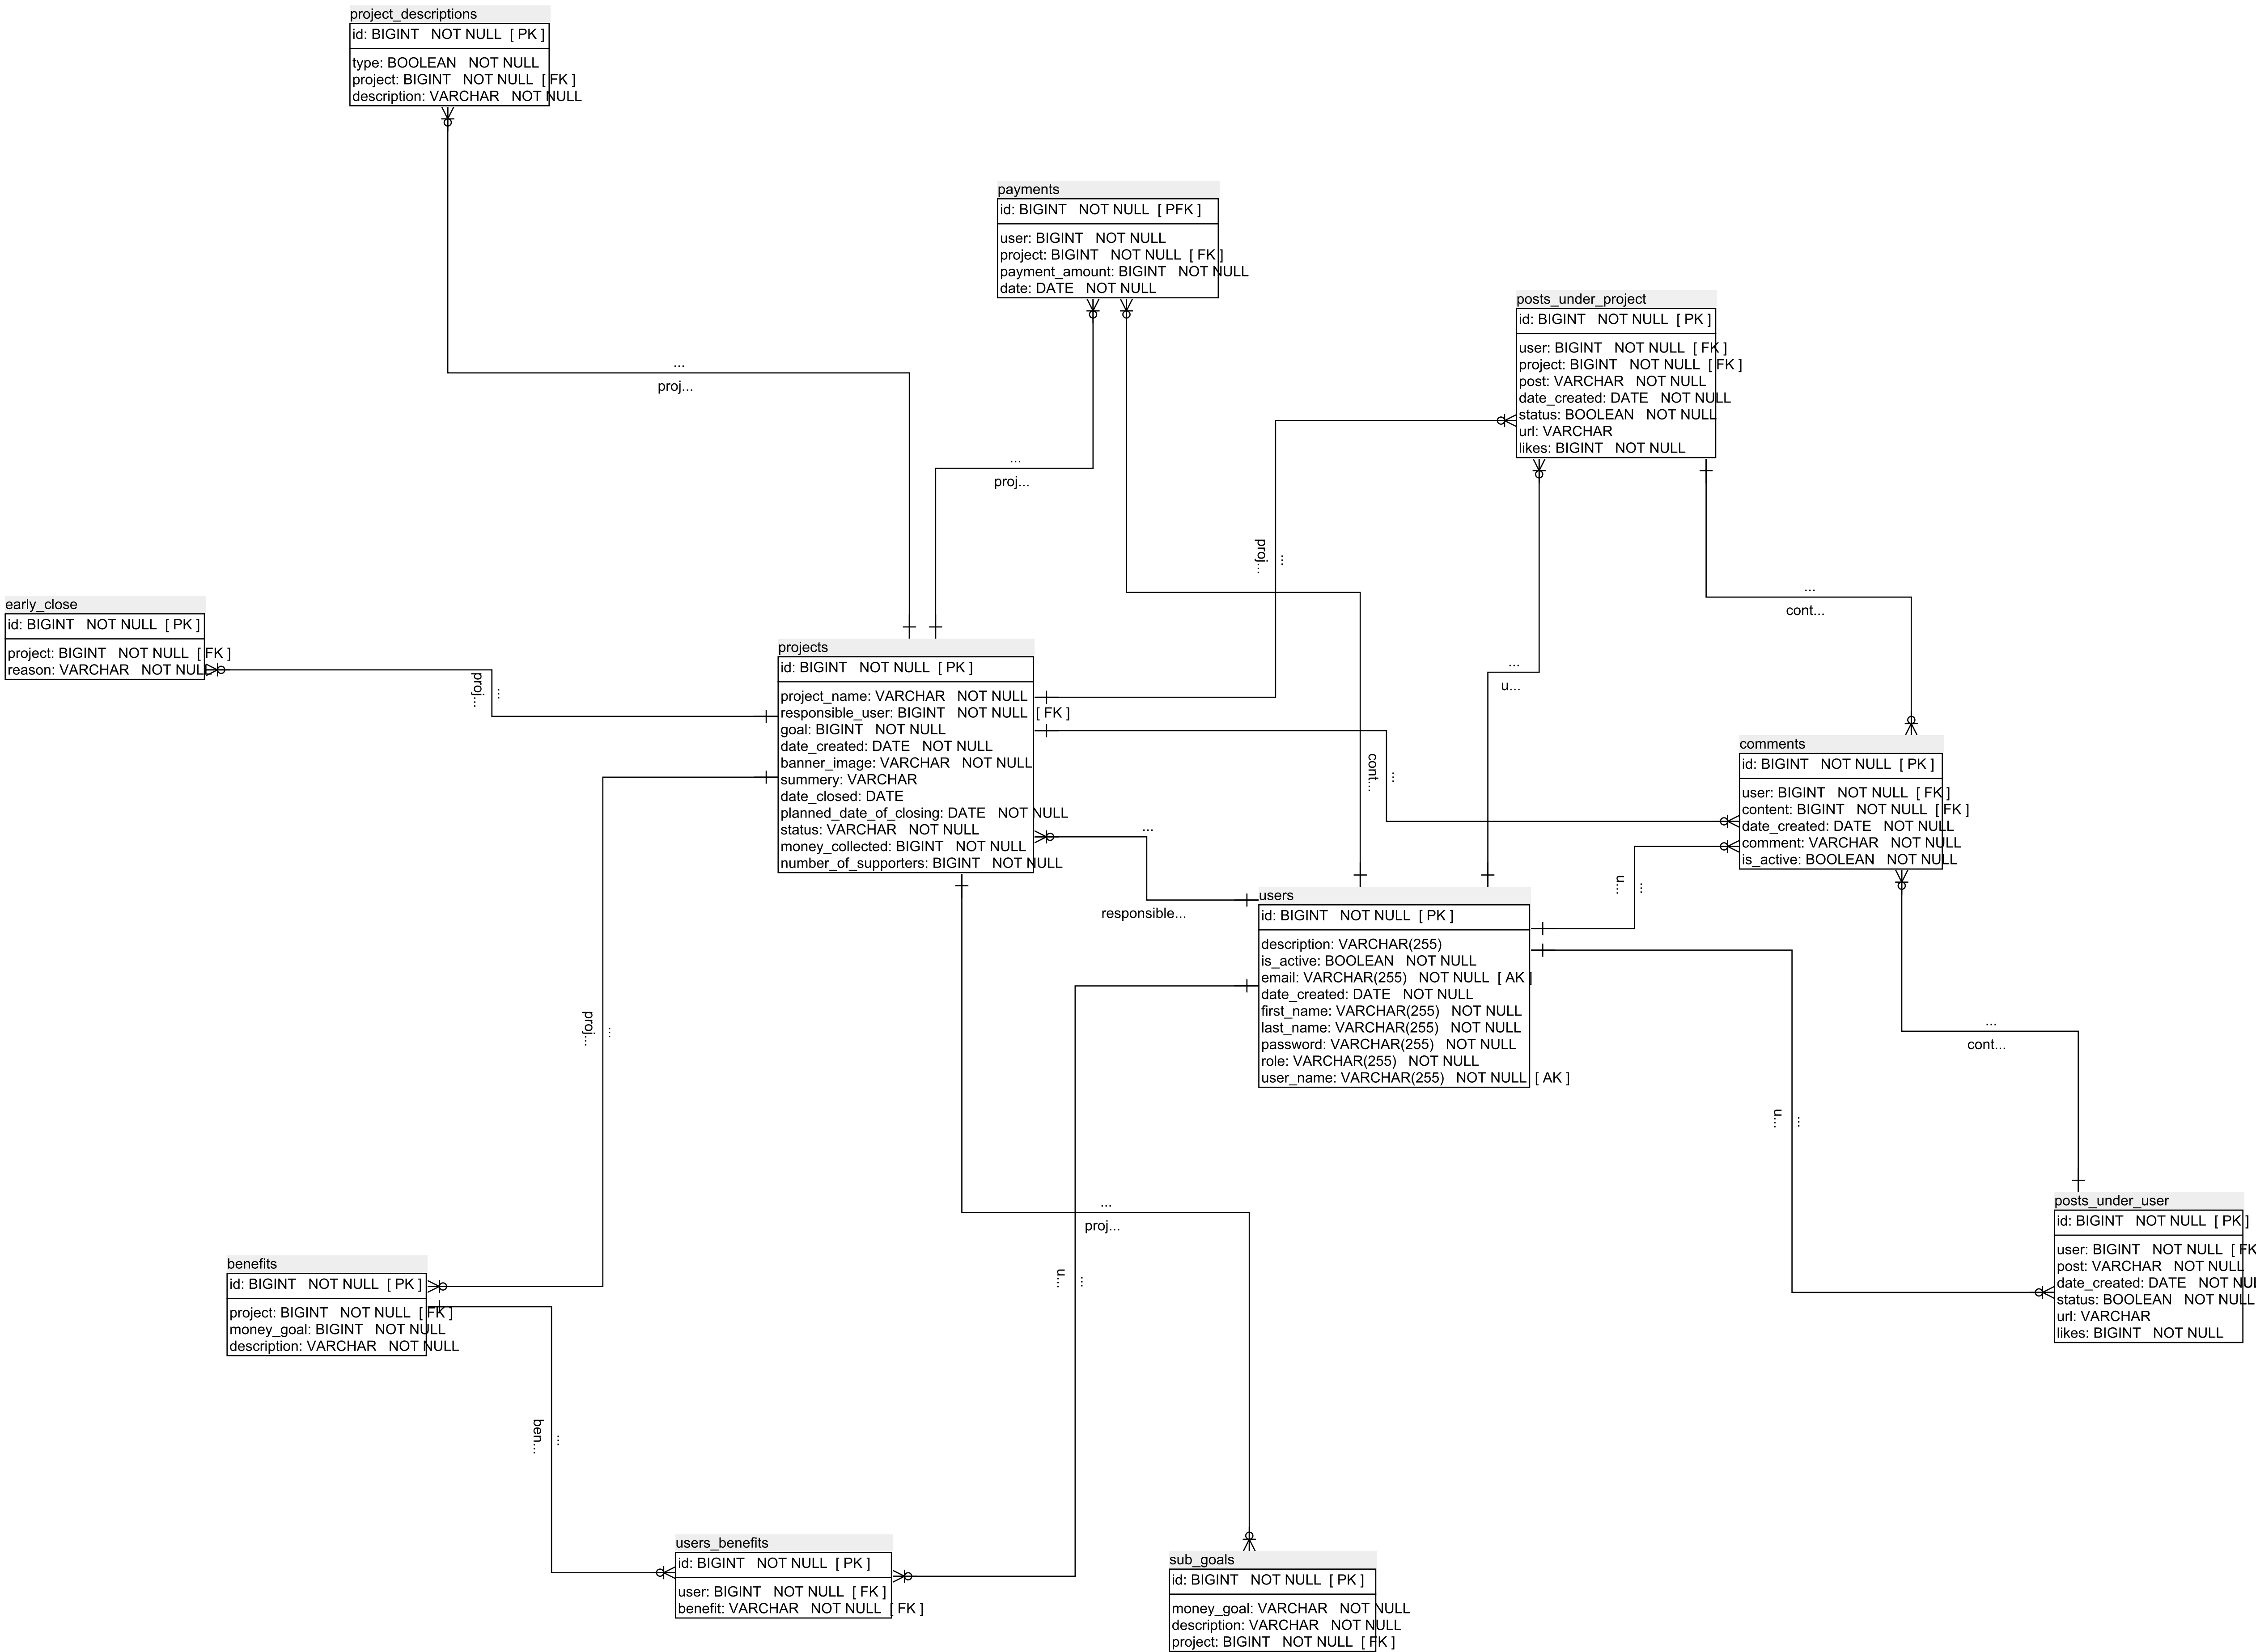 project_descriptions
id: BIGINT   NOT NULL  [ PK ]
type: BOOLEAN   NOT NULL
project: BIGINT   NOT NULL  [ FK ]
description: VARCHAR   NOT NULL
payments
id: BIGINT   NOT NULL  [ PFK ]
user: BIGINT   NOT NULL
project: BIGINT   NOT NULL  [ FK ]
payment_amount: BIGINT   NOT NULL
date: DATE   NOT NULL
posts_under_project
id: BIGINT   NOT NULL  [ PK ]
user: BIGINT   NOT NULL  [ FK ]
project: BIGINT   NOT NULL  [ FK ]
post: VARCHAR   NOT NULL
date_created: DATE   NOT NULL
status: BOOLEAN   NOT NULL
url: VARCHAR
likes: BIGINT   NOT NULL
...
proj...
...
proj...
...
proj...
...
cont...
early_close
id: BIGINT   NOT NULL  [ PK ]
project: BIGINT   NOT NULL  [ FK ]
reason: VARCHAR   NOT NULL
...
proj...
projects
id: BIGINT   NOT NULL  [ PK ]
project_name: VARCHAR   NOT NULL
responsible_user: BIGINT   NOT NULL  [ FK ]
goal: BIGINT   NOT NULL
date_created: DATE   NOT NULL
banner_image: VARCHAR   NOT NULL
summery: VARCHAR
date_closed: DATE
planned_date_of_closing: DATE   NOT NULL
status: VARCHAR   NOT NULL
money_collected: BIGINT   NOT NULL
number_of_supporters: BIGINT   NOT NULL
...
u...
...
cont...
comments
id: BIGINT   NOT NULL  [ PK ]
user: BIGINT   NOT NULL  [ FK ]
content: BIGINT   NOT NULL  [ FK ]
date_created: DATE   NOT NULL
comment: VARCHAR   NOT NULL
is_active: BOOLEAN   NOT NULL
...
responsible...
...
u...
users
id: BIGINT   NOT NULL  [ PK ]
description: VARCHAR(255)
is_active: BOOLEAN   NOT NULL
email: VARCHAR(255)   NOT NULL  [ AK ]
date_created: DATE   NOT NULL
first_name: VARCHAR(255)   NOT NULL
last_name: VARCHAR(255)   NOT NULL
password: VARCHAR(255)   NOT NULL
role: VARCHAR(255)   NOT NULL
user_name: VARCHAR(255)   NOT NULL  [ AK ]
...
proj...
...
cont...
...
u...
posts_under_user
id: BIGINT   NOT NULL  [ PK ]
user: BIGINT   NOT NULL  [ FK
post: VARCHAR   NOT NULL
date_created: DATE   NOT NUL
status: BOOLEAN   NOT NULL
url: VARCHAR
likes: BIGINT   NOT NULL
...
proj...
...
u...
benefits
id: BIGINT   NOT NULL  [ PK ]
project: BIGINT   NOT NULL  [ FK ]
money_goal: BIGINT   NOT NULL
description: VARCHAR   NOT NULL
...
ben...
users_benefits
id: BIGINT   NOT NULL  [ PK ]
user: BIGINT   NOT NULL  [ FK ]
benefit: VARCHAR   NOT NULL  [ FK ]
sub_goals
id: BIGINT   NOT NULL  [ PK ]
money_goal: VARCHAR   NOT NULL
description: VARCHAR   NOT NULL
project: BIGINT   NOT NULL  [ FK ]